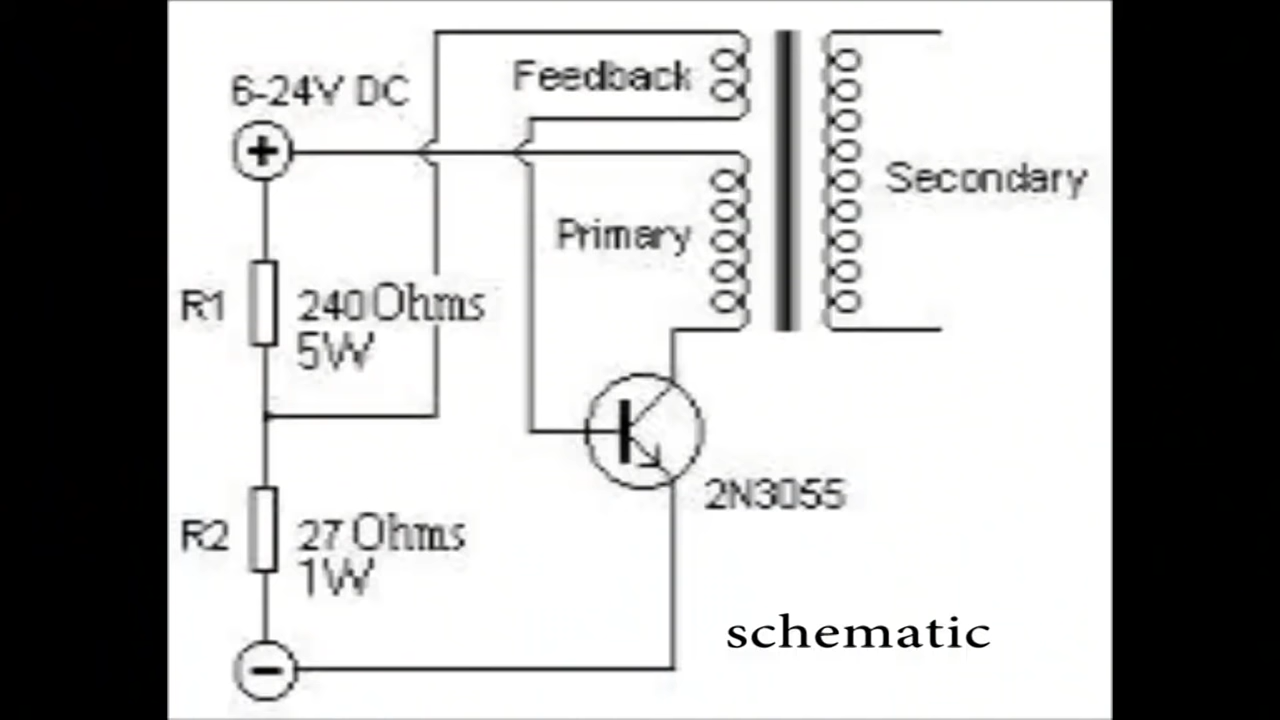 Feedback
6-24V DC
+
Secondary
Primary
R1
240 Ohms
5W
2N3055
R2
27 Ohms
1W
schematic
−